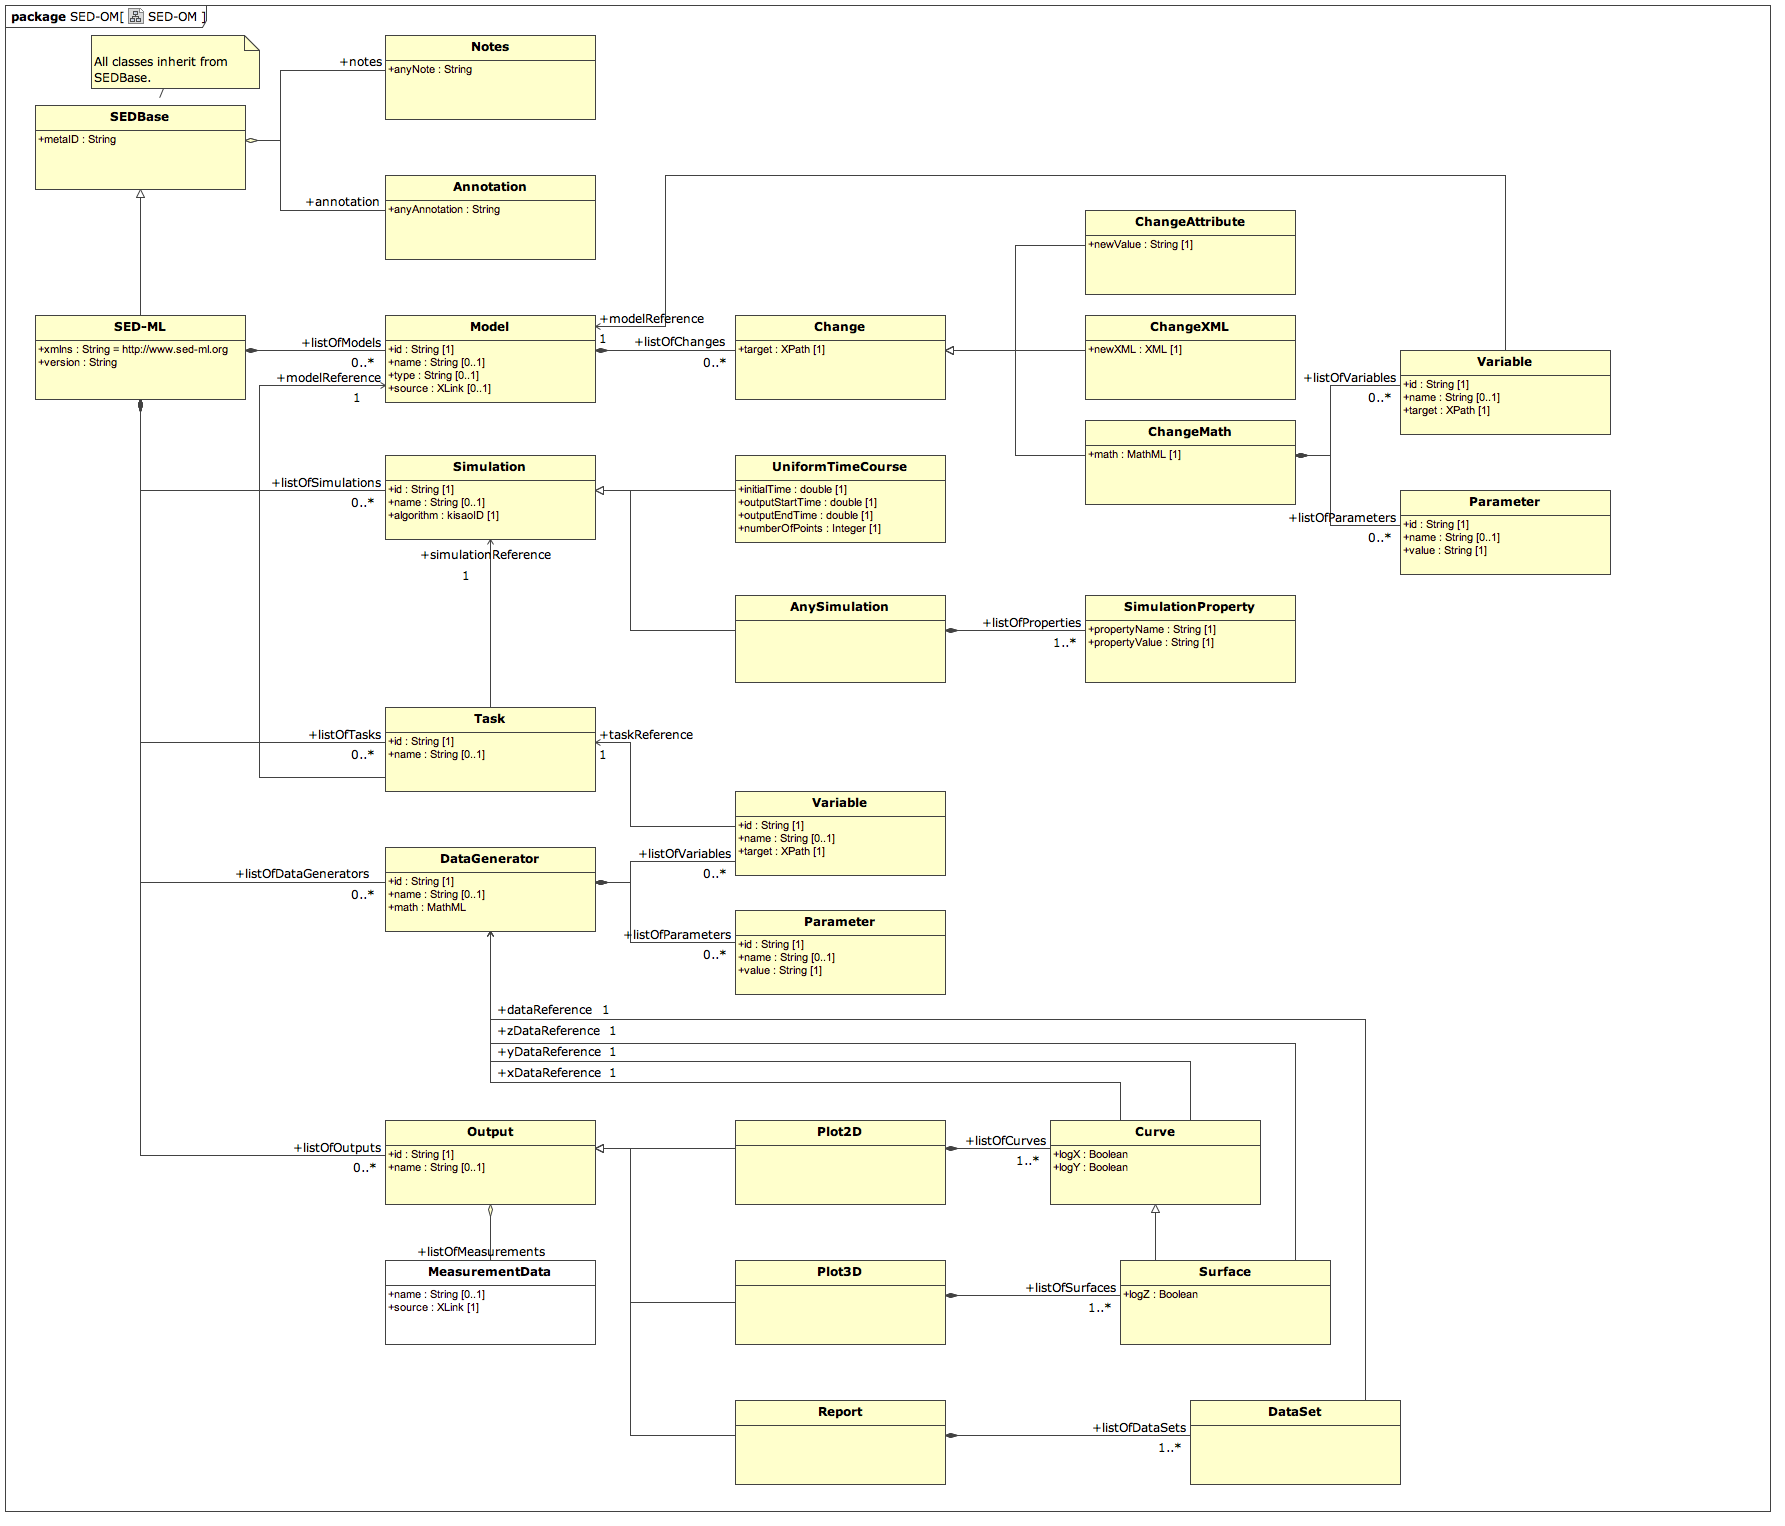 package SED-OM[ SED-OM ]
All classes inherit from
SEDBase.
Notes
+anyNote : String
+notes
SEDBase
+metaID : String
Annotation
+anyAnnotation : String
+annotation
SED-ML
+xmlns : String = http://www.sed-ml.org
+version : String
+listOfModels
0..*
+modelReference
1
Model
+id : String [1]
+name : String [0..1]
+type : String [0..1]
+source : XLink [0..1]
+modelReference
1
+listOfChanges
0..*
Change
+target : XPath [1]
ChangeAttribute
+newValue : String [1]
ChangeXML
+newXML : XML [1]
ChangeMath
+math : MathML [1]
+listOfVariables
0..*
Variable
+id : String [1]
+name : String [0..1]
+target : XPath [1]
+listOfParameters
0..*
Parameter
+id : String [1]
+name : String [0..1]
+value : String [1]
+listOfSimulations
0..*
Simulation
+id : String [1]
+name : String [0..1]
+algorithm : kisaoID [1]
+simulationReference
1
UniformTimeCourse
+initialTime : double [1]
+outputStartTime : double [1]
+outputEndTime : double [1]
+numberOfPoints : Integer [1]
AnySimulation
+listOfProperties
1..*
SimulationProperty
+propertyName : String [1]
+propertyValue : String [1]
+listOfTasks
0..*
Task
+id : String [1]
+name : String [0..1]
+taskReference
1
Variable
+id : String [1]
+name : String [0..1]
+target : XPath [1]
+listOfDataGenerators
0..*
DataGenerator
+id : String [1]
+name : String [0..1]
+math : MathML
+listOfVariables
0..*
+listOfParameters
0..*
Parameter
+id : String [1]
+name : String [0..1]
+value : String [1]
+dataReference 1
+zDataReference 1
+yDataReference 1
+xDataReference 1
+listOfOutputs
0..*
Output
+id : String [1]
+name : String [0..1]
+listOfMeasurements
MeasurementData
+name : String [0..1]
+source : XLink [1]
Plot2D
+listOfCurves
1..*
Curve
+logX : Boolean
+logY : Boolean
Plot3D
+listOfSurfaces
1..*
Surface
+logZ : Boolean
Report
+listOfDataSets
1..*
DataSet